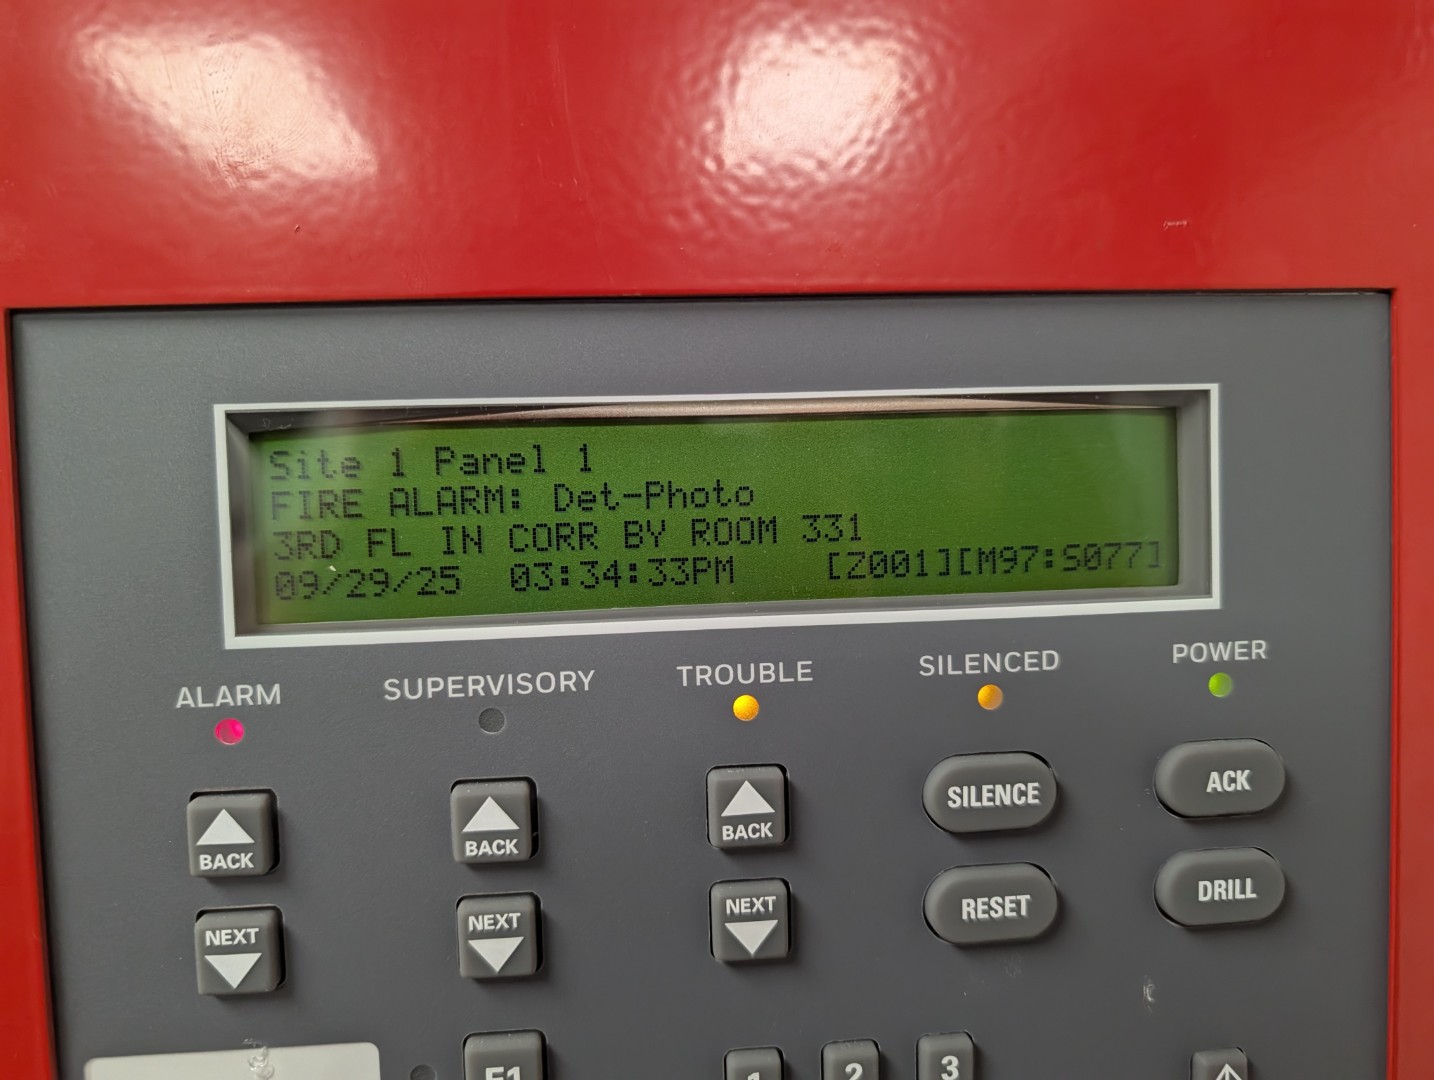 Site 1 Panel 1
FIRE ALARM: Det-Photo
3RD FL IN CORR BY ROOM 331
09/29/25 03:34:33PM [Z001][M97:S077]
ALARM SUPERVISORY TROUBLE SILENCED POWER
BACK BACK BACK SILENCE ACK
NEXT NEXT NEXT RESET DRILL
F1 1 2 3